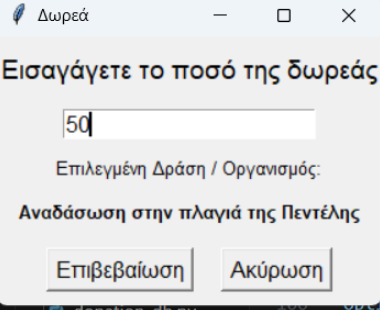 Δωρεά
Εισαγάγετε το ποσό της δωρεάς
50
Επιλεγμένη Δράση / Οργανισμός:
Αναδάσωση στην πλαγιά της Πεντέλης
Επιβεβαίωση Ακύρωση